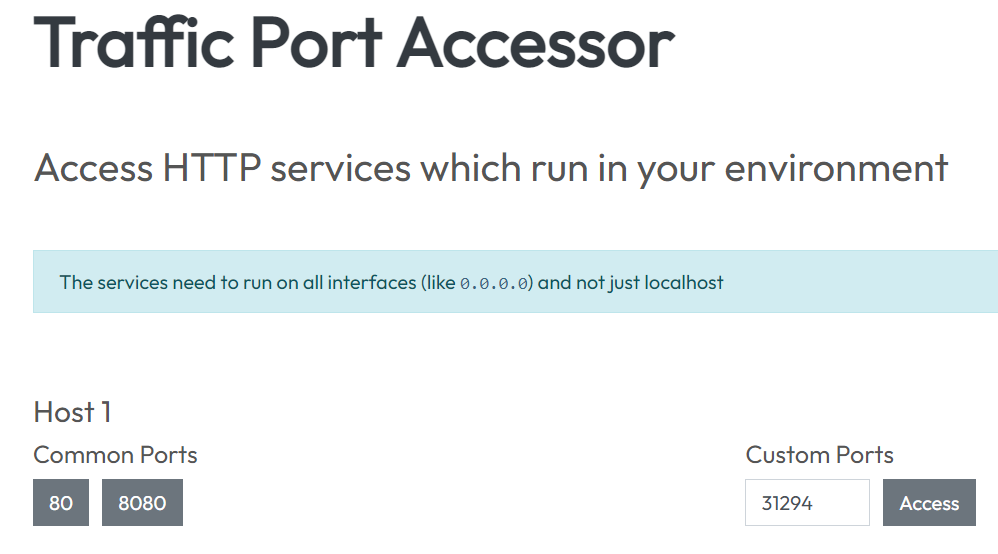 Traffic Port Accessor
Access HTTP services which run in your environment
The services need to run on all interfaces (like 0.0.0.0) and not just localhost
Host 1
Common Ports
Custom Ports
80
8080
31294
Access